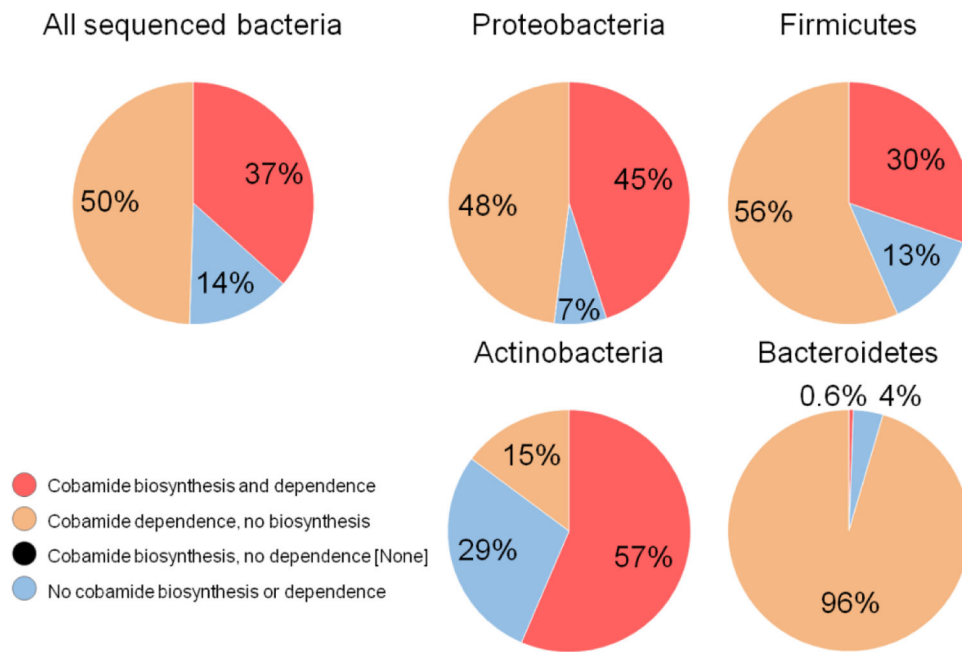 All sequenced bacteria
37%
50%
14%
Proteobacteria
45%
48%
7%
Firmicutes
30%
56%
13%
Actinobacteria
15%
29%
57%
Bacteroidetes
0.6% 4%
96%
Cobamide biosynthesis and dependence
Cobamide dependence, no biosynthesis
Cobamide biosynthesis, no dependence [None]
No cobamide biosynthesis or dependence